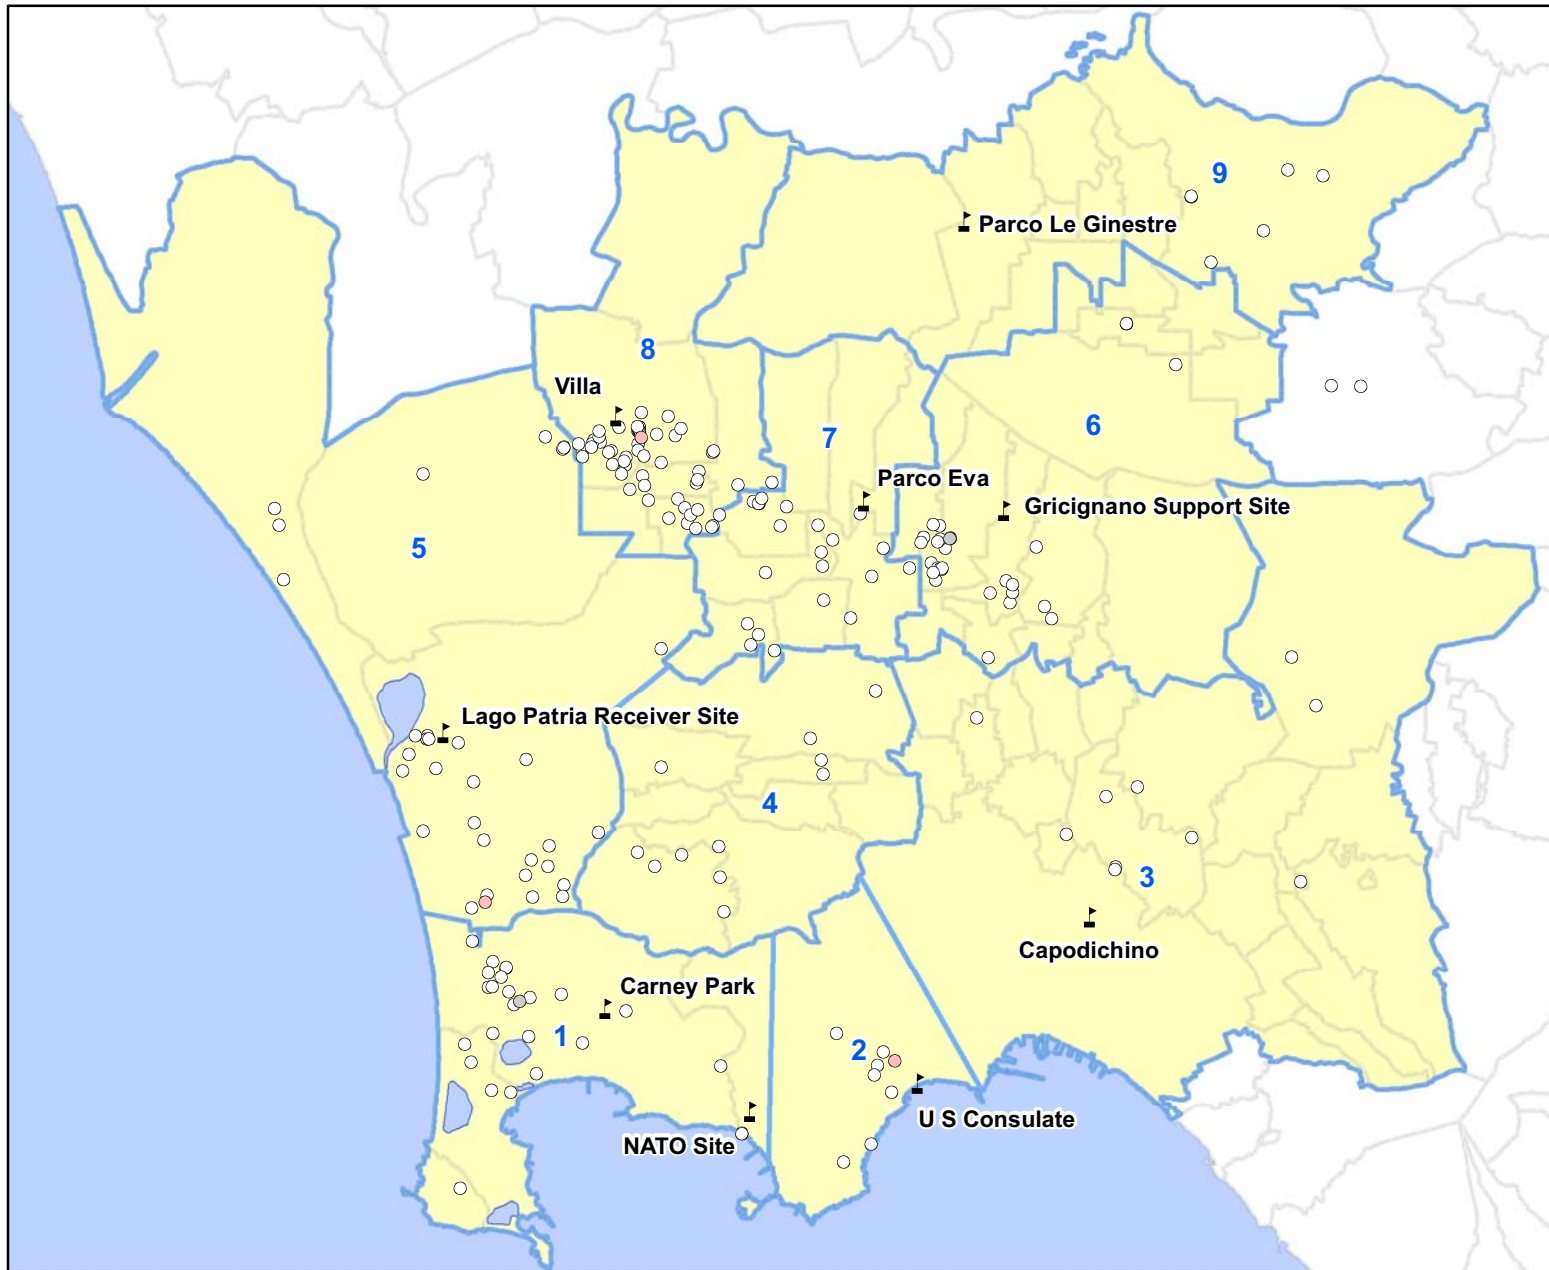 9
Parco Le Ginestre
8
Villa
6
7
Parco Eva
Gricignano Support Site
5
Lago Patria Receiver Site
4
3
Capodichino
Carney Park
1
2
U S Consulate
NATO Site